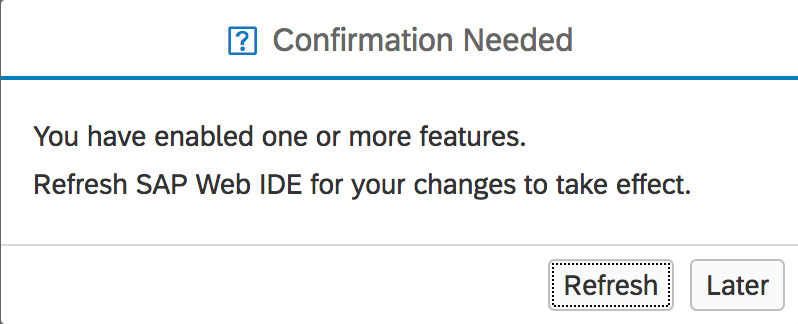 Confirmation Needed
You have enabled one or more features.
Refresh SAP Web IDE for your changes to take effect.
Refresh Later